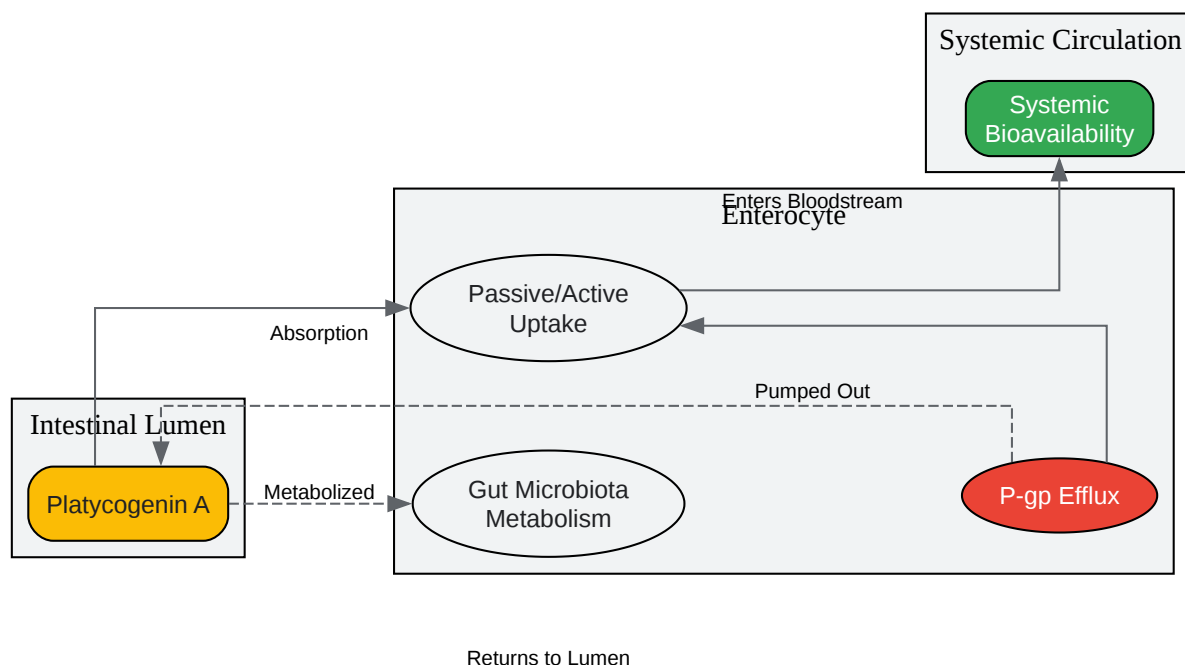 Systemic Circulation
Systemic
Bioavailability
Enters Bloodstream
Enterocyte
Passive/Active
Uptake
Absorption
Pumped Out
Intestinal Lumen
Platycogenin A
Metabolized
Gut Microbiota
Metabolism
P-gp Efflux
Returns to Lumen